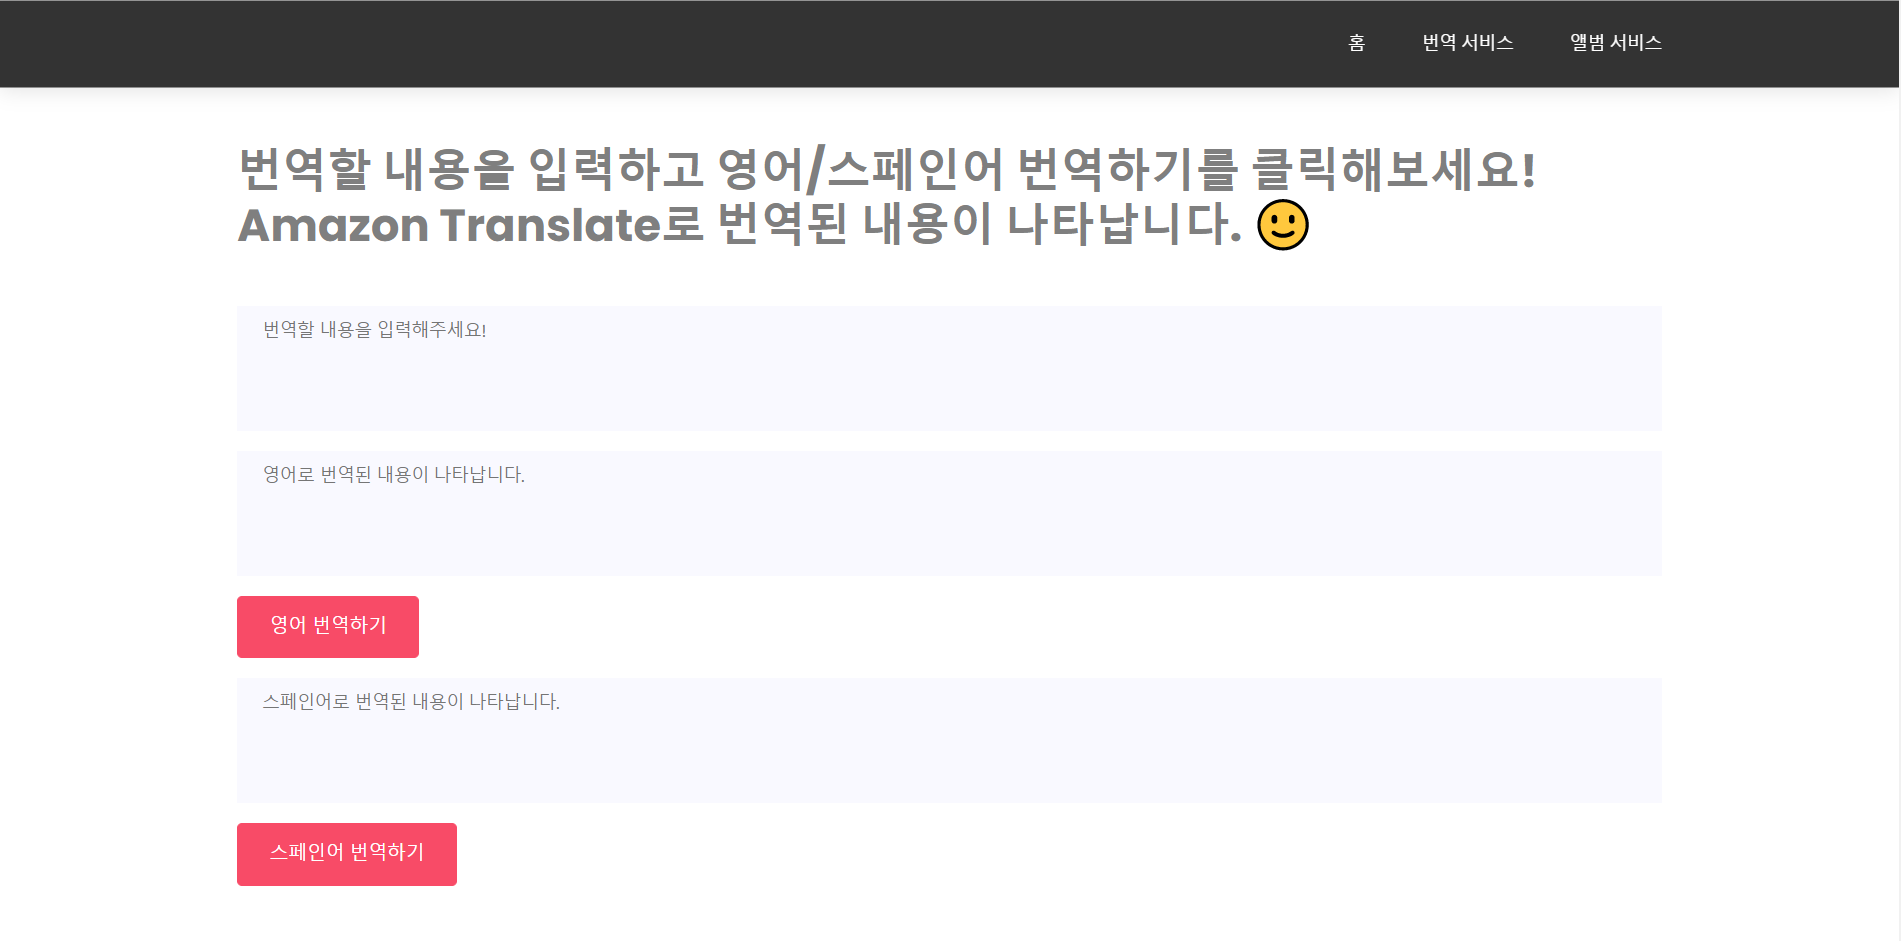 홈
번역 서비스
앨범 서비스
번역할 내용을 입력하고 영어/스페인어 번역하기를 클릭해보세요!
Amazon Translate로 번역된 내용이 나타납니다. 🙂
번역할 내용을 입력해주세요!
영어로 번역된 내용이 나타납니다.
영어 번역하기
스페인어로 번역된 내용이 나타납니다.
스페인어 번역하기